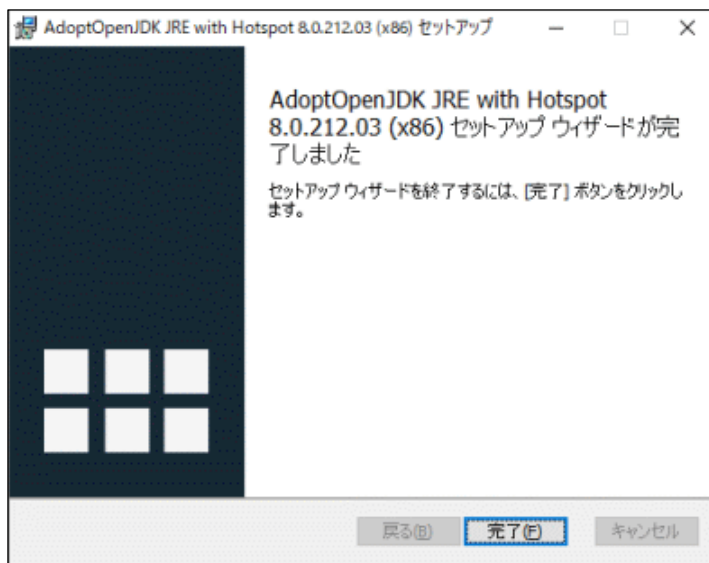 AdoptOpenJDK JRE with Hotspot 8.0.212.03 (x86) セットアップ
AdoptOpenJDK JRE with Hotspot
8.0.212.03 (x86) セットアップ ウィザードが完
了しました
セットアップ ウィザードを終了するには、[完了] ボタンをクリックし
ます。
戻る(B)
完了(F)
キャンセル